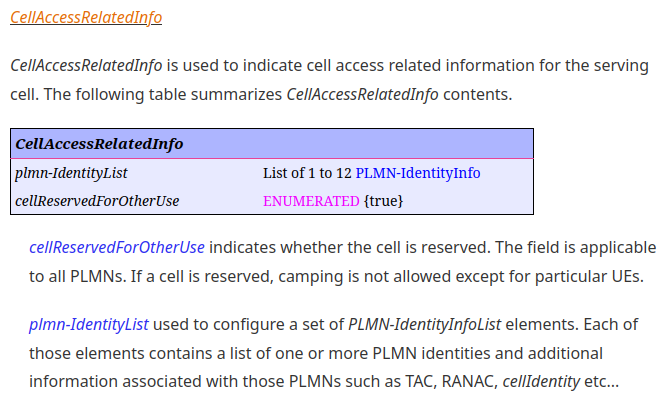 CellAccessRelatedInfo
CellAccessRelatedInfo is used to indicate cell access related information for the serving
cell. The following table summarizes CellAccessRelatedInfo contents.
CellAccessRelatedInfo
plmn-IdentityList List of 1 to 12 PLMN-IdentityInfo
cellReservedForOtherUse ENUMERATED {true}
cellReservedForOtherUse indicates whether the cell is reserved. The field is applicable
to all PLMNs. If a cell is reserved, camping is not allowed except for particular UEs.
plmn-IdentityList used to configure a set of PLMN-IdentityInfoList elements. Each of
those elements contains a list of one or more PLMN identities and additional
information associated with those PLMNs such as TAC, RANAC, cellIdentity etc...